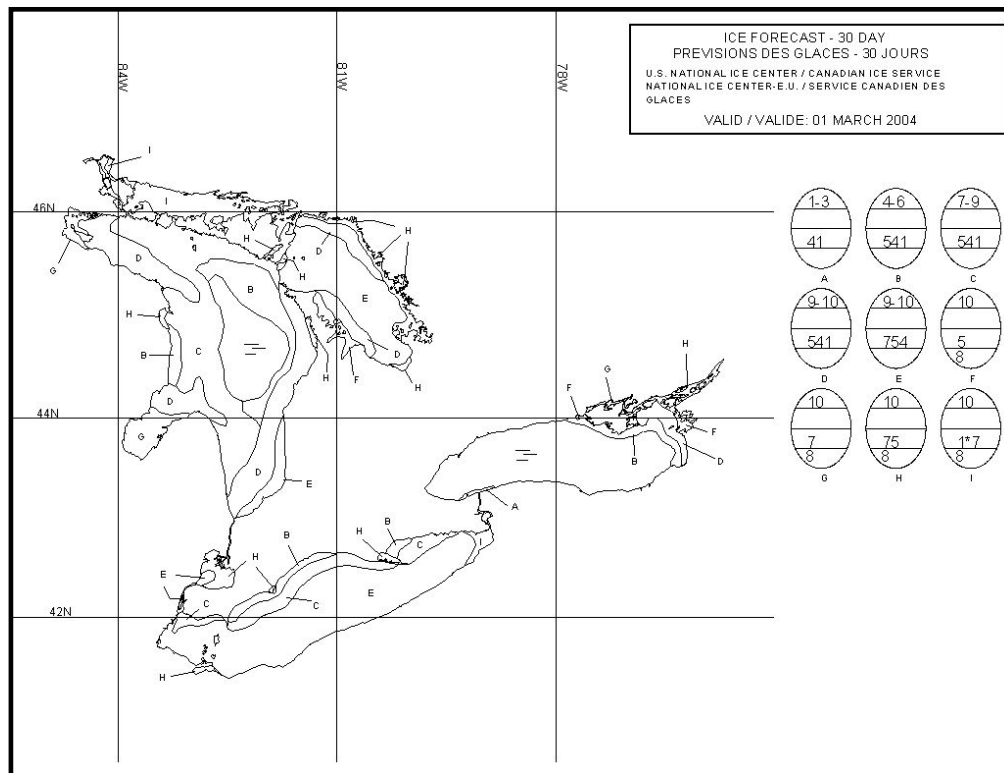 ICE FORECAST - 30 DAY
PREVISIONS DES GLACES - 30 JOURS
U.S. NATIONAL ICE CENTER / CANADIAN ICE SERVICE
NATIONAL ICE CENTER-E.U. / SERVICE CANADIEN DES
GLACES
VALID / VALIDE: 01 MARCH 2004
84W 81W 78W
I
46N I
H H
D
G D H
B E
H
1-3 4-6 7-9
41 541 541
A B C
9-10 9-10 10
541 754 5
8
D E F
B C D H
H F H
D G
F
44N
G F
B D
10 10 10
7 75 1*7
8 8 8
G H I
D E
A
B
H B H C I
E
C C E
42N
H